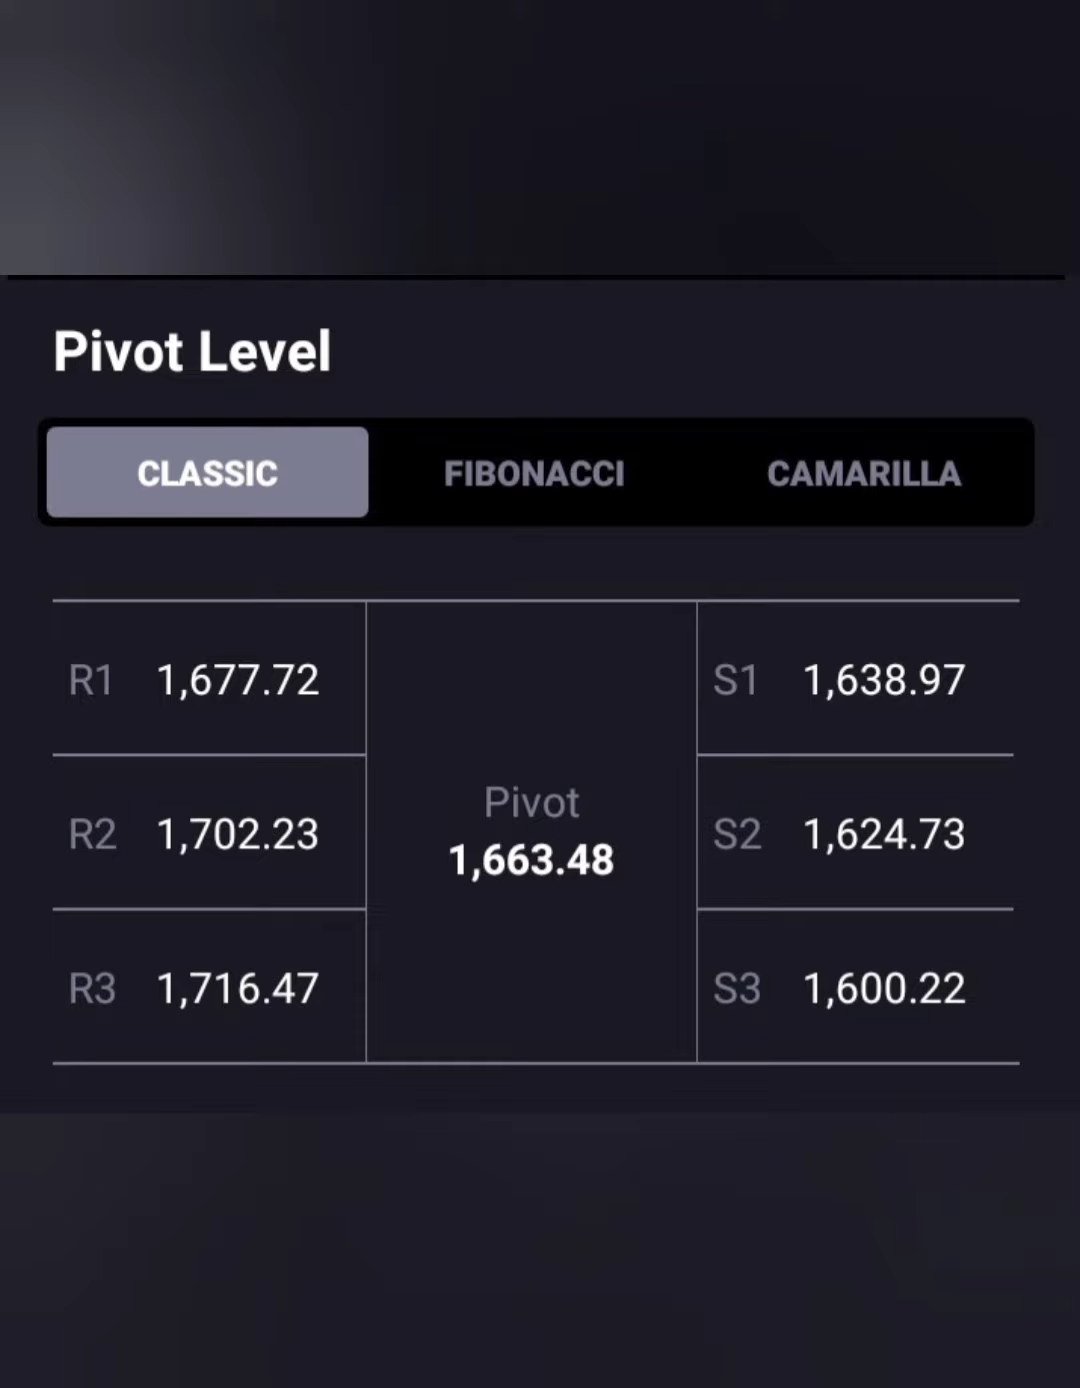 Pivot Level
CLASSIC FIBONACCI CAMARILLA
R1 1,677.72
R2 1,702.23
R3 1,716.47
Pivot
1,663.48
S1 1,638.97
S2 1,624.73
S3 1,600.22